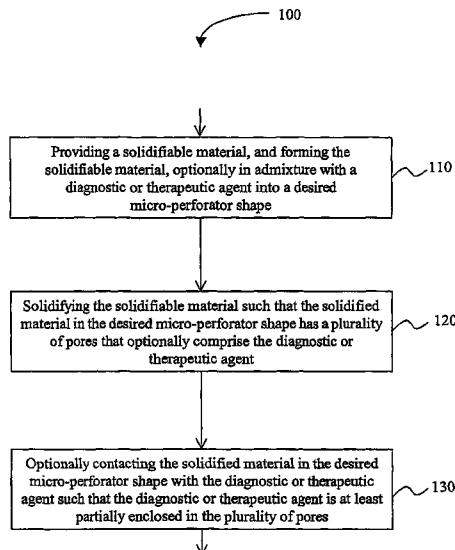 100
Providing a solidifiable material, and forming the
solidifiable material, optionally in admixture with a
diagnostic or therapeutic agent into a desired
micro-perforator shape
110
Solidifying the solidifiable material such that the solidified
material in the desired micro-perforator shape has a plurality
of pores that optionally comprise the diagnostic or
therapeutic agent
120
Optionally contacting the solidified material in the desired
micro-perforator shape with the diagnostic or therapeutic
agent such that the diagnostic or therapeutic agent is at least
partially enclosed in the plurality of pores
130